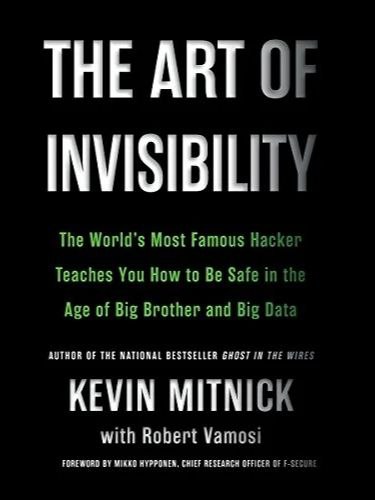 THE ART OF
INVISIBILITY
The World's Most Famous Hacker
Teaches You How to Be Safe in the
Age of Big Brother and Big Data
AUTHOR OF THE NATIONAL BESTSELLER GHOST IN THE WIRES
KEVIN MITNICK
with Robert Vamosi
FOREWORD BY MIKKO HYPPONEN, CHIEF RESEARCH OFFICER OF F-SECURE